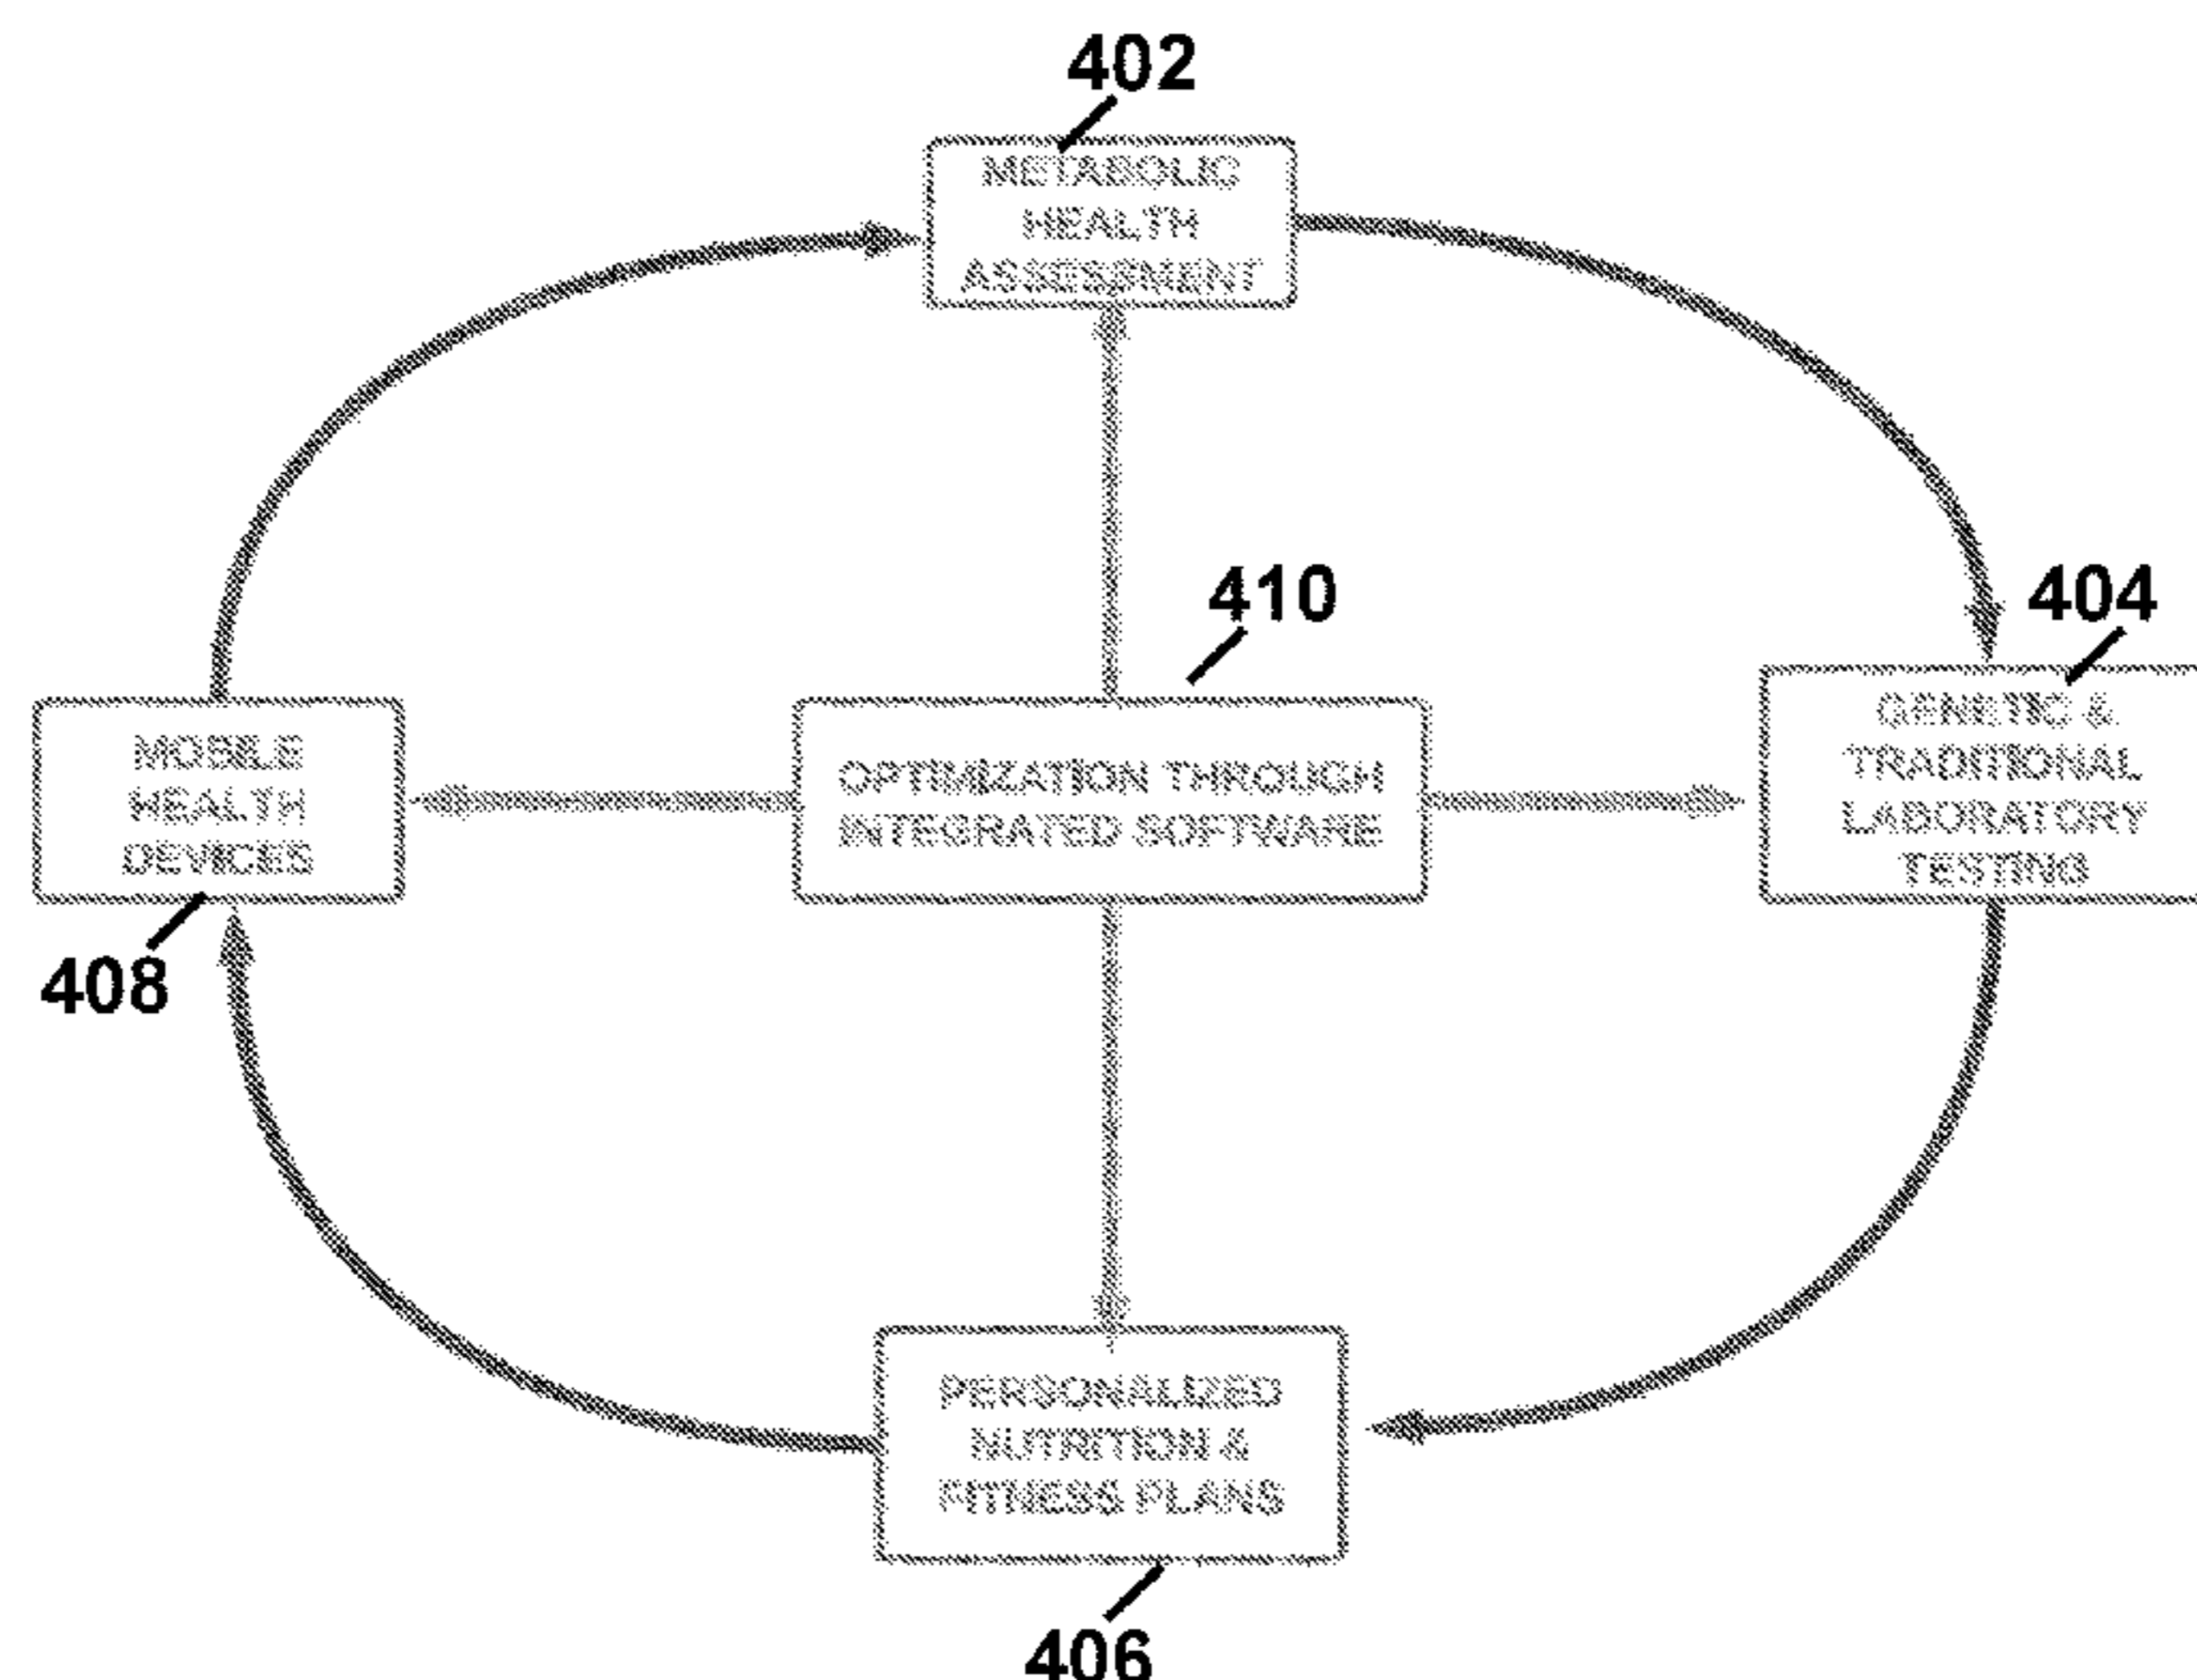 402
METABOLIC
HEALTH
ASSESSMENT
410
404
MOBILE
HEALTH
DEVICES
OPTIMIZATION THROUGH
INTEGRATED SOFTWARE
GENETIC &
TRADITIONAL
LABORATORY
TESTING
408
PERSONALIZED
NUTRITION &
FITNESS PLANS
406